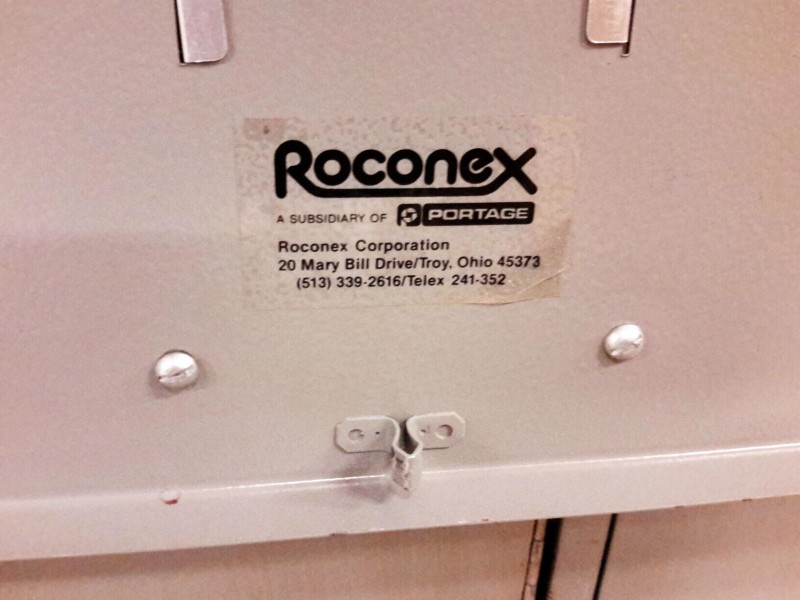 Roconex
A SUBSIDIARY OF PORTAGE
Roconex Corporation
20 Mary Bill Drive/Troy, Ohio 45373
(513) 339-2616/Telex 241-352